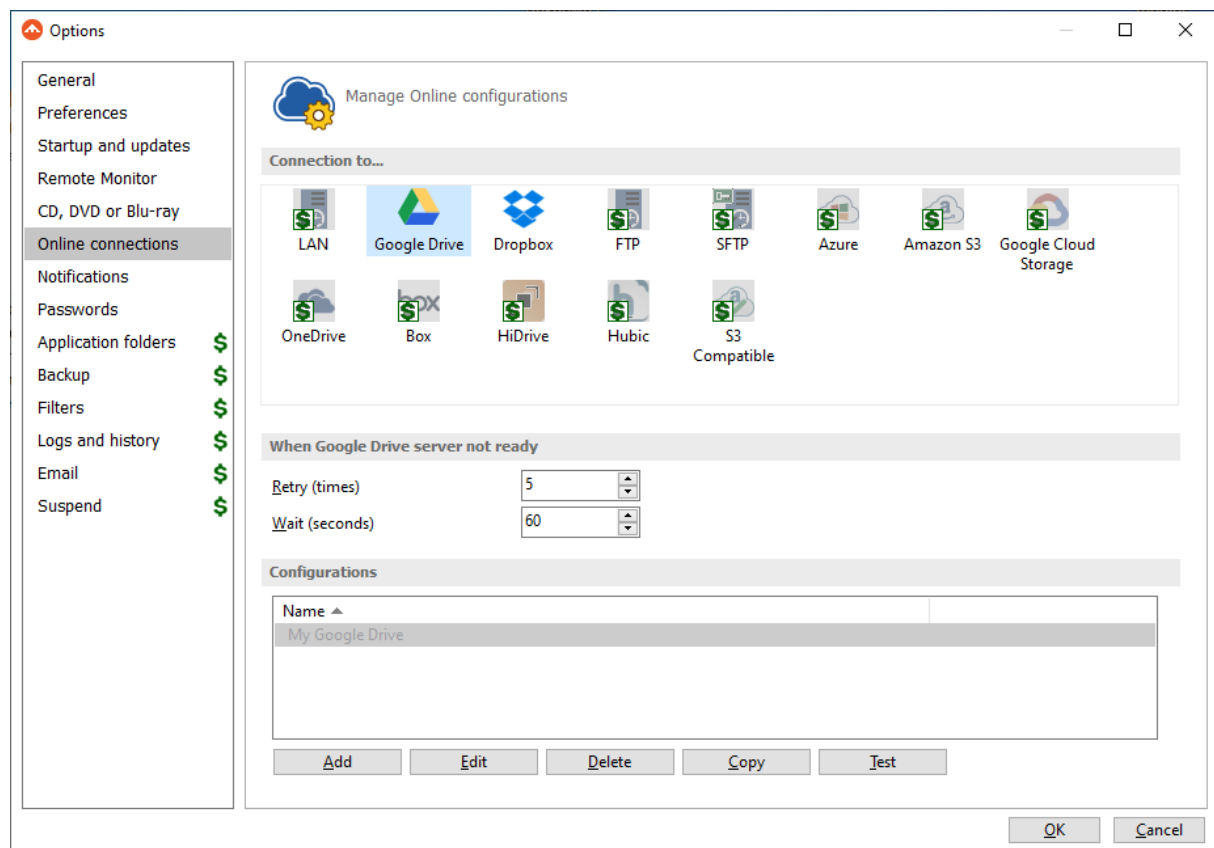 Options
General
Preferences
Startup and updates
Remote Monitor
CD, DVD or Blu-ray
Online connections
Notifications
Passwords
Application folders $
Backup $
Filters $
Logs and history $
Email $
Suspend $
Manage Online configurations
Connection to...
$ $ $ $ $ $
LAN Google Drive Dropbox FTP SFTP Azure Amazon S3 Google Cloud
Storage
$ $ $ $ $
OneDrive Box HiDrive Hubic S3
Compatible
When Google Drive server not ready
Retry (times) 5
Wait (seconds) 60
Configurations
Name
My Google Drive
Add Edit Delete Copy Test
OK Cancel